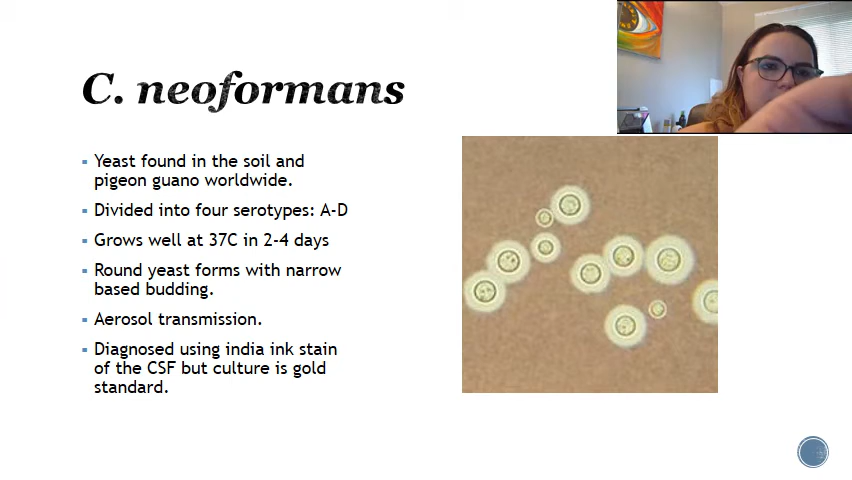 C. neoformans
Yeast found in the soil and
pigeon guano worldwide.
Divided into four serotypes: A-D
Grows well at 37C in 2-4 days
Round yeast forms with narrow
based budding.
Aerosol transmission.
Diagnosed using india ink stain
of the CSF but culture is gold
standard.